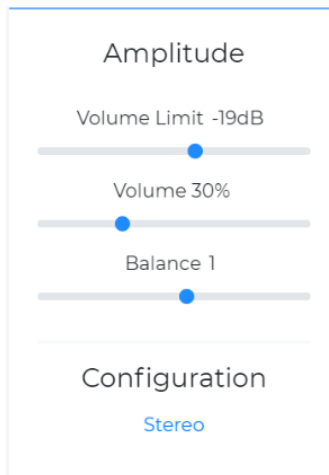 Amplitude
Volume Limit -19dB
Volume 30%
Balance 1
Configuration
Stereo